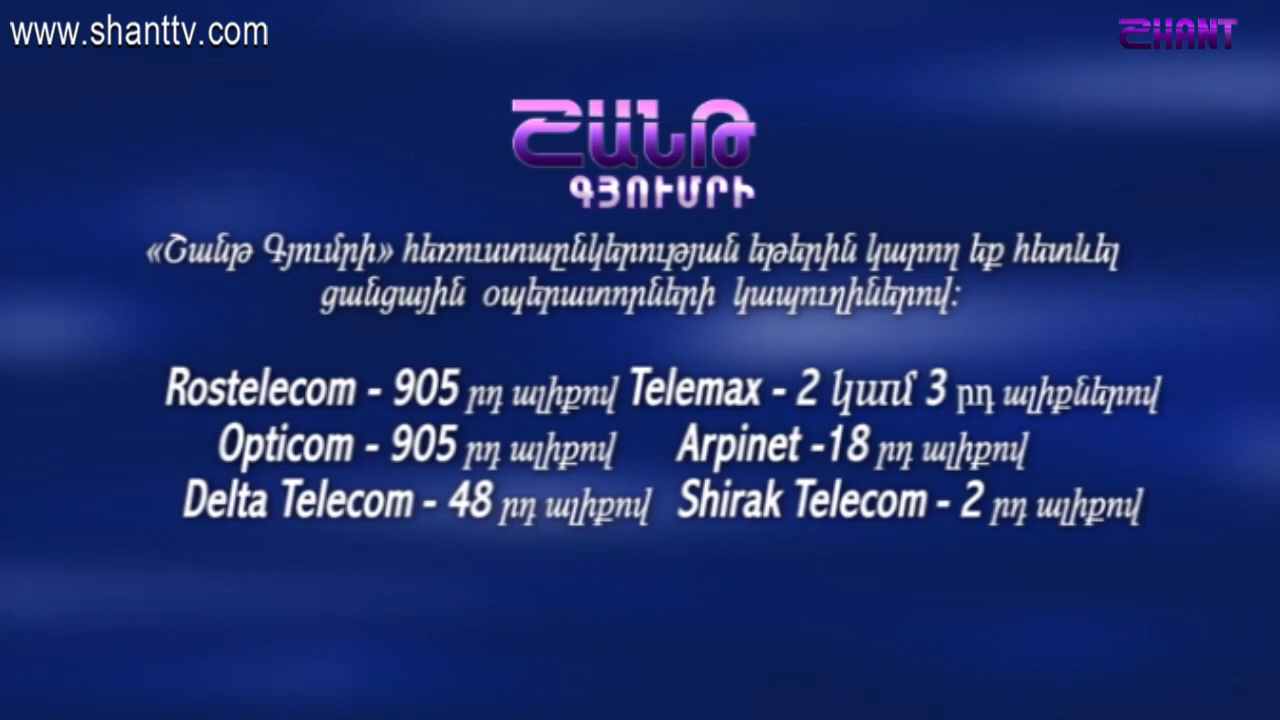 www.shanttv.com
SHANT
ՇԱՆԹ
ԳՅՈՒՄՐԻ
«Շանթ Գյումրի» հեռուստաընկերության եթերին կարող եք հետևել
ցանցային օպերատորների կապուղիներով:
Rostelecom - 905 րդ ալիքով Telemax - 2 կամ 3 րդ ալիքներով
Opticom - 905 րդ ալիքով Arpinet -18 րդ ալիքով
Delta Telecom - 48 րդ ալիքով Shirak Telecom - 2 րդ ալիքով